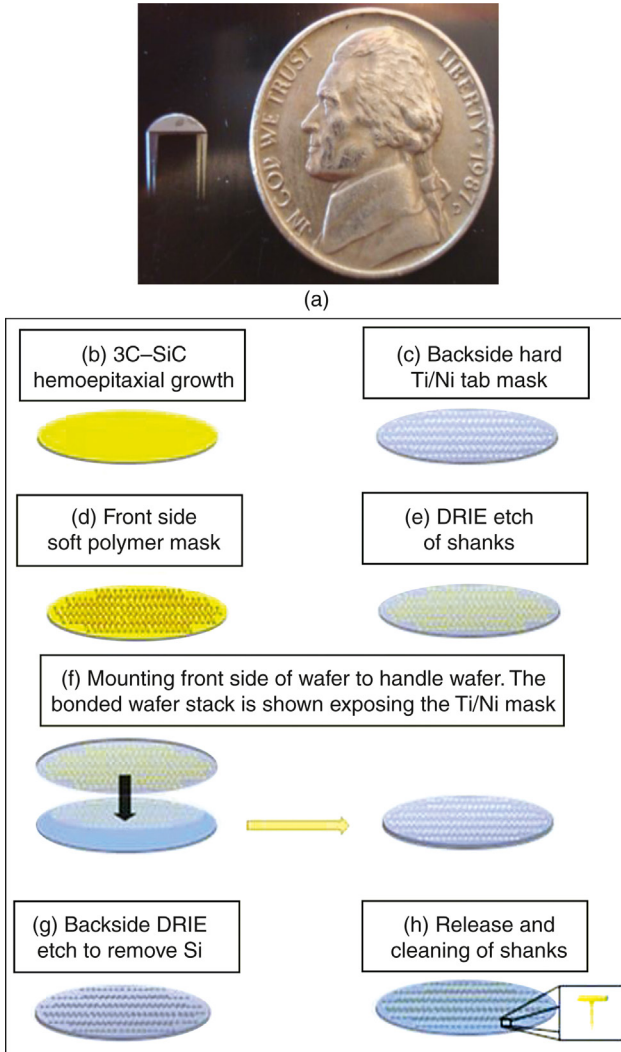 IN GOD WE TRUST
LIBERTY · 1987
(a)
(b) 3C–SiC
hemoepitaxial growth
(c) Backside hard
Ti/Ni tab mask
(d) Front side
soft polymer mask
(e) DRIE etch
of shanks
(f) Mounting front side of wafer to handle wafer. The
bonded wafer stack is shown exposing the Ti/Ni mask
(g) Backside DRIE
etch to remove Si
(h) Release and
cleaning of shanks